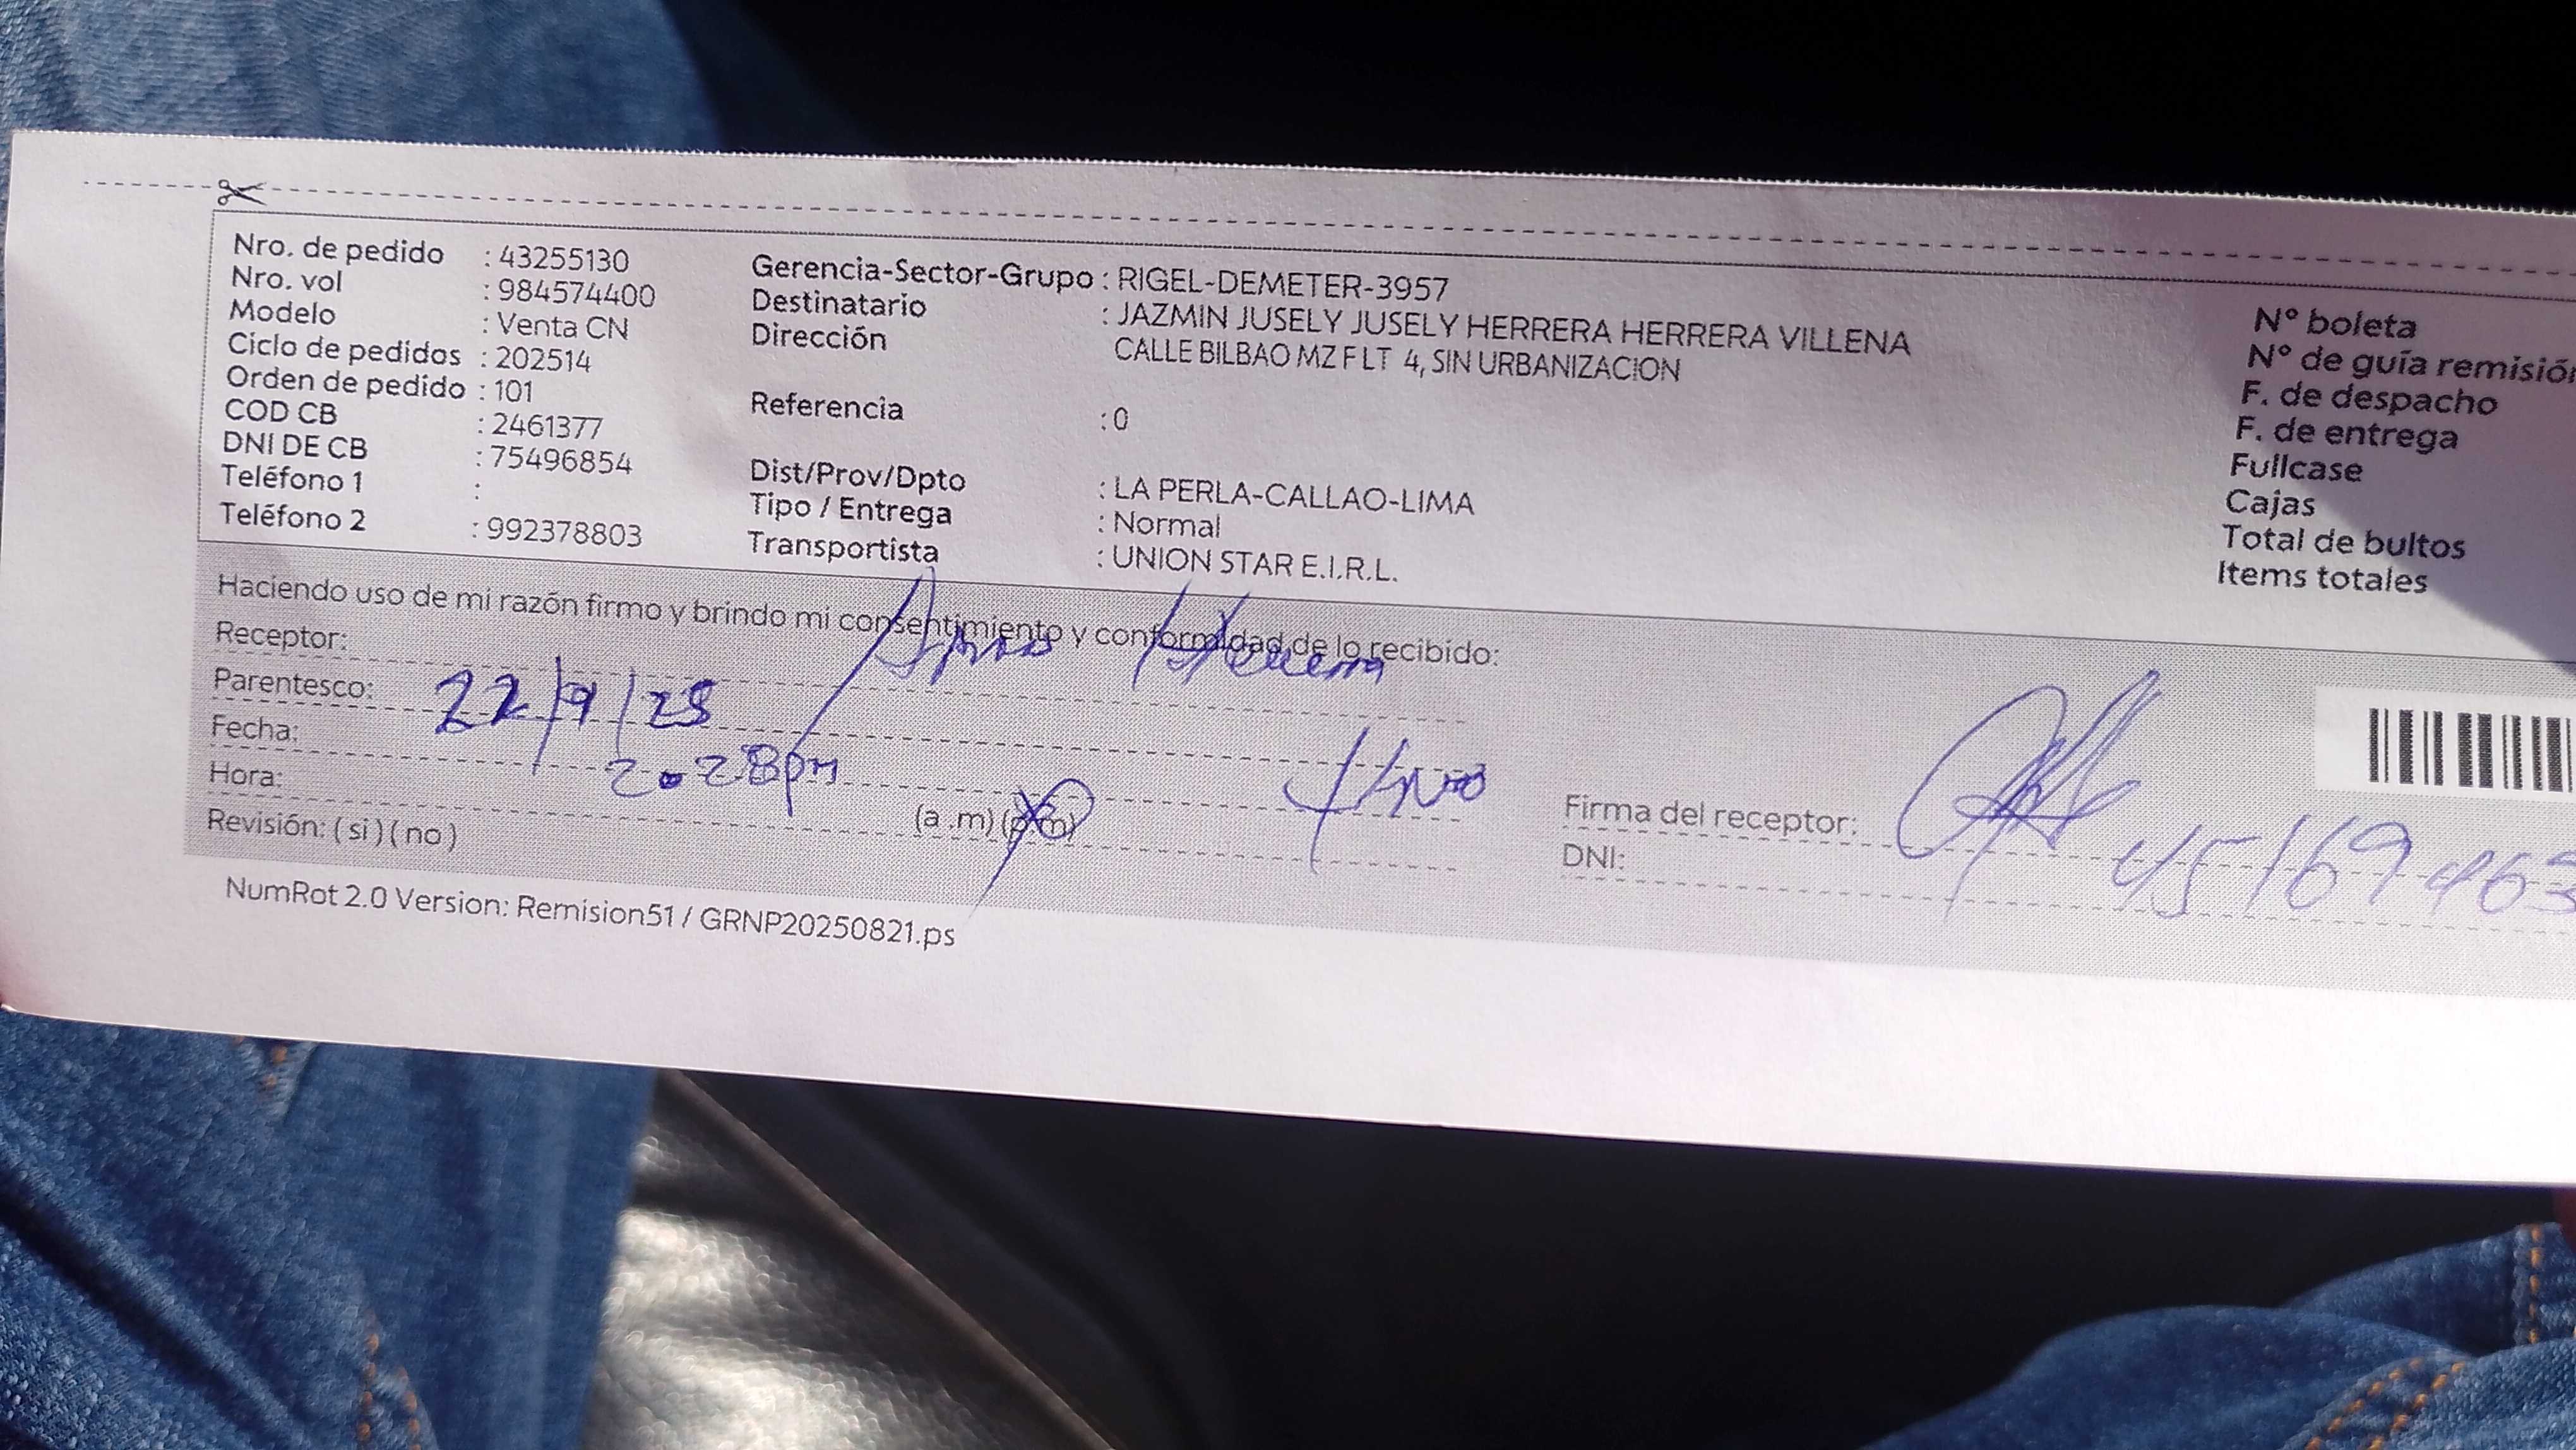 Nro. de pedido : 43255130
Nro. vol : 984574400
Modelo : Venta CN
Ciclo de pedidos : 202514
Orden de pedido : 101
COD CB : 2461377
DNI DE CB : 75496854
Teléfono 1 :
Teléfono 2 : 992378803
Gerencia-Sector-Grupo : RIGEL-DEMETER-3957
Destinatario : JAZMIN JUSELY JUSELY HERRERA HERRERA VILLENA
Dirección CALLE BILBAO MZ F LT 4, SIN URBANIZACION
Referencia : 0
Dist/Prov/Dpto : LA PERLA-CALLAO-LIMA
Tipo / Entrega : Normal
Transportista : UNION STAR E.I.R.L.
N° boleta
N° de guía remisión
F. de despacho
F. de entrega
Fullcase
Cajas
Total de bultos
Items totales
Haciendo uso de mi razón firmo y brindo mi consentimiento y conformidad de lo recibido:
Receptor:
Parentesco:
Fecha: 22/9/25
Hora: 2.28pm (a .m) (p.m)
Revisión: ( si ) ( no )
Firma del receptor:
DNI: 45169463
NumRot 2.0 Version: Remision51 / GRNP20250821.ps